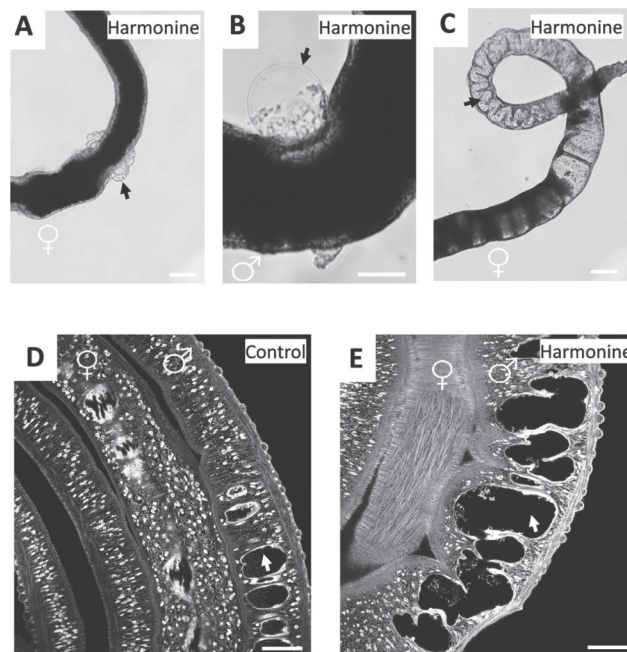 A Harmonine
B Harmonine
C Harmonine
♀
♂
♀
D ♀ ♂ Control
E ♀ ♂ Harmonine